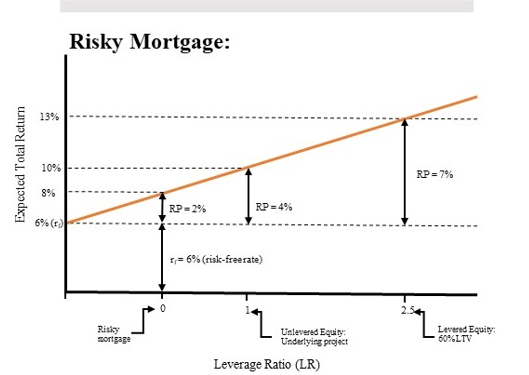 Risky Mortgage:
Expected Total Return
13%
10%
8%
6% (rf)
RP = 7%
RP = 2%
RP = 4%
rf = 6% (risk-free rate)
0
1
2.5
Risky
mortgage
Unlevered Equity:
Underlying project
Levered Equity:
60% LTV
Leverage Ratio (LR)